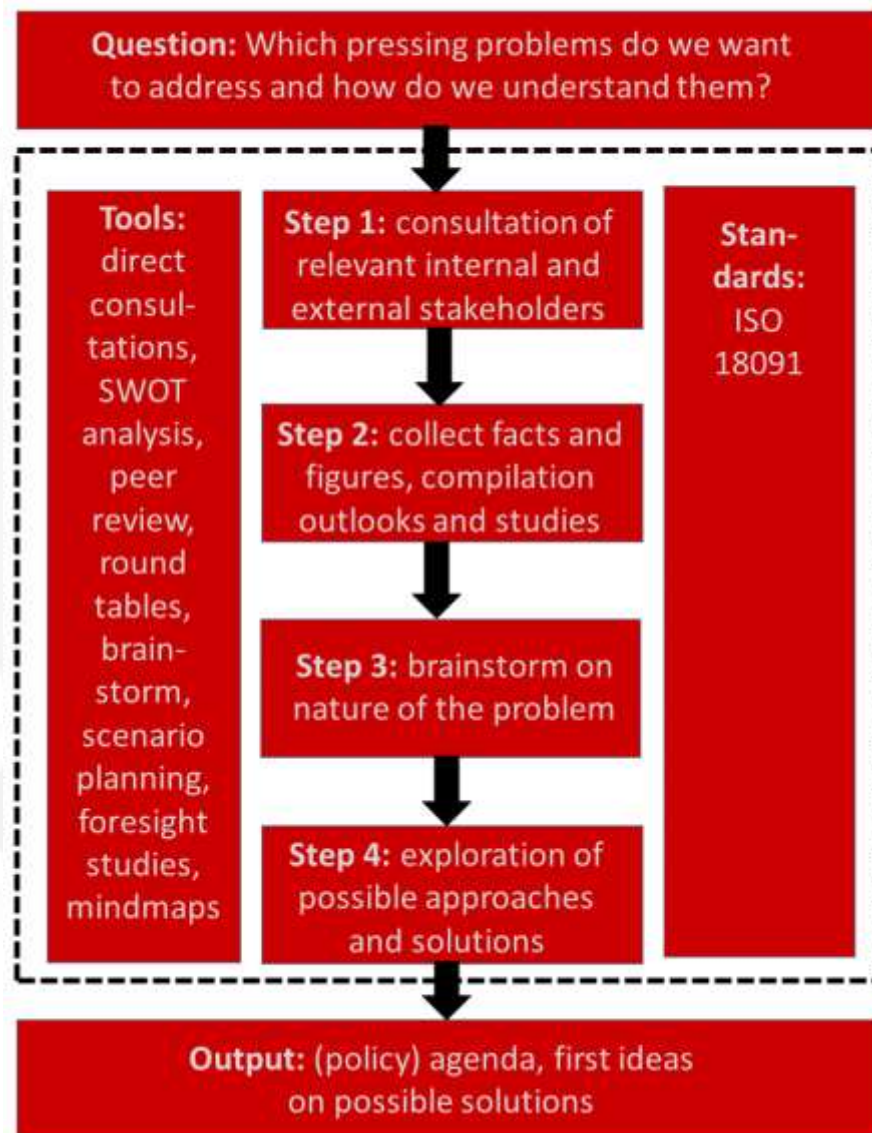 Question: Which pressing problems do we want
to address and how do we understand them?
Tools:
direct
consul-
tations,
SWOT
analysis,
peer
review,
round
tables,
brain-
storm,
scenario
planning,
foresight
studies,
mindmaps
Step 1: consultation of
relevant internal and
external stakeholders
Step 2: collect facts and
figures, compilation
outlooks and studies
Step 3: brainstorm on
nature of the problem
Step 4: exploration of
possible approaches
and solutions
Stan-
dards:
ISO
18091
Output: (policy) agenda, first ideas
on possible solutions